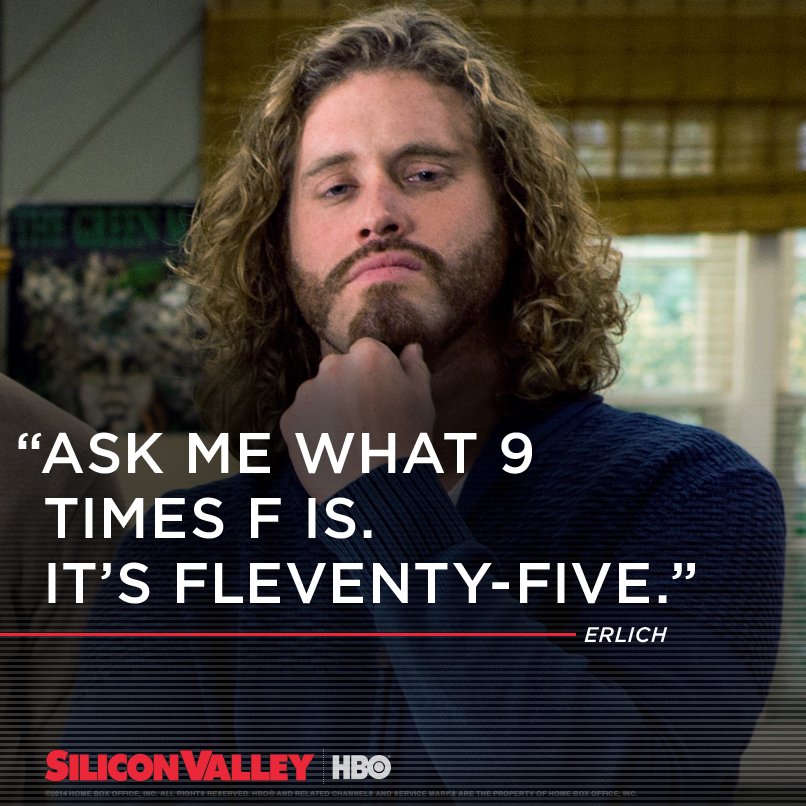 THE GREEN M
“ASK ME WHAT 9
TIMES F IS.
IT’S FLEVENTY-FIVE.”
ERLICH
SILICON VALLEY HBO
©2014 HOME BOX OFFICE, INC. ALL RIGHTS RESERVED. HBO® AND RELATED CHANNELS AND SERVICE MARKS ARE THE PROPERTY OF HOME BOX OFFICE, INC.